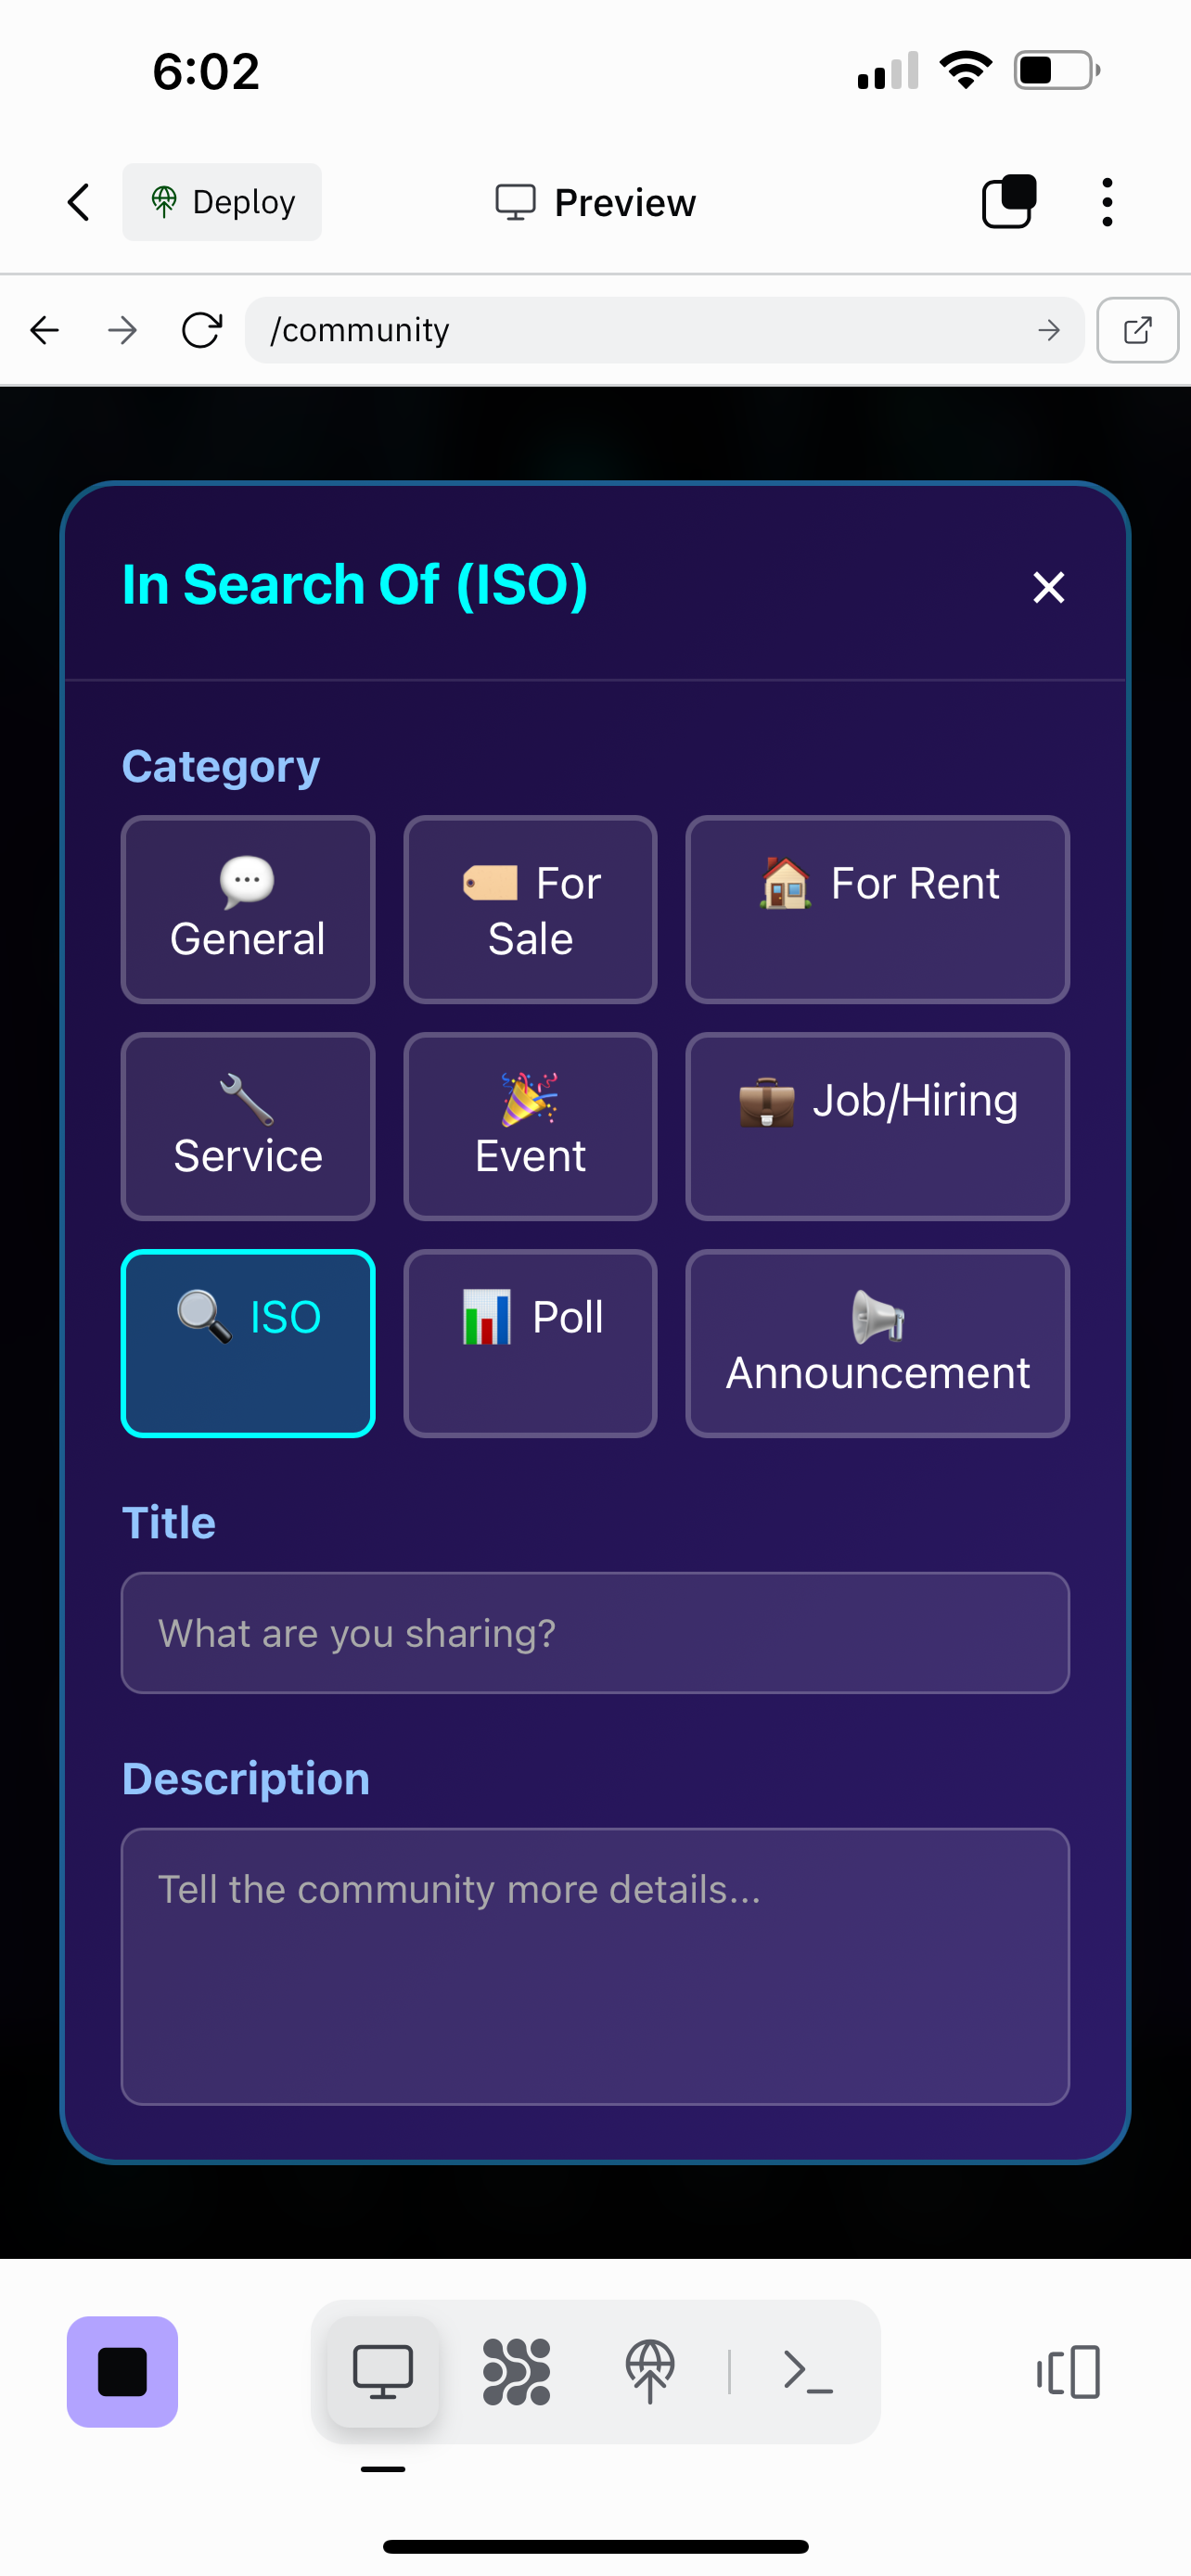 6:02
Deploy
Preview
/community
In Search Of (ISO)
Category
General
For
Sale
For Rent
Service
Event
Job/Hiring
ISO
Poll
Announcement
Title
What are you sharing?
Description
Tell the community more details...